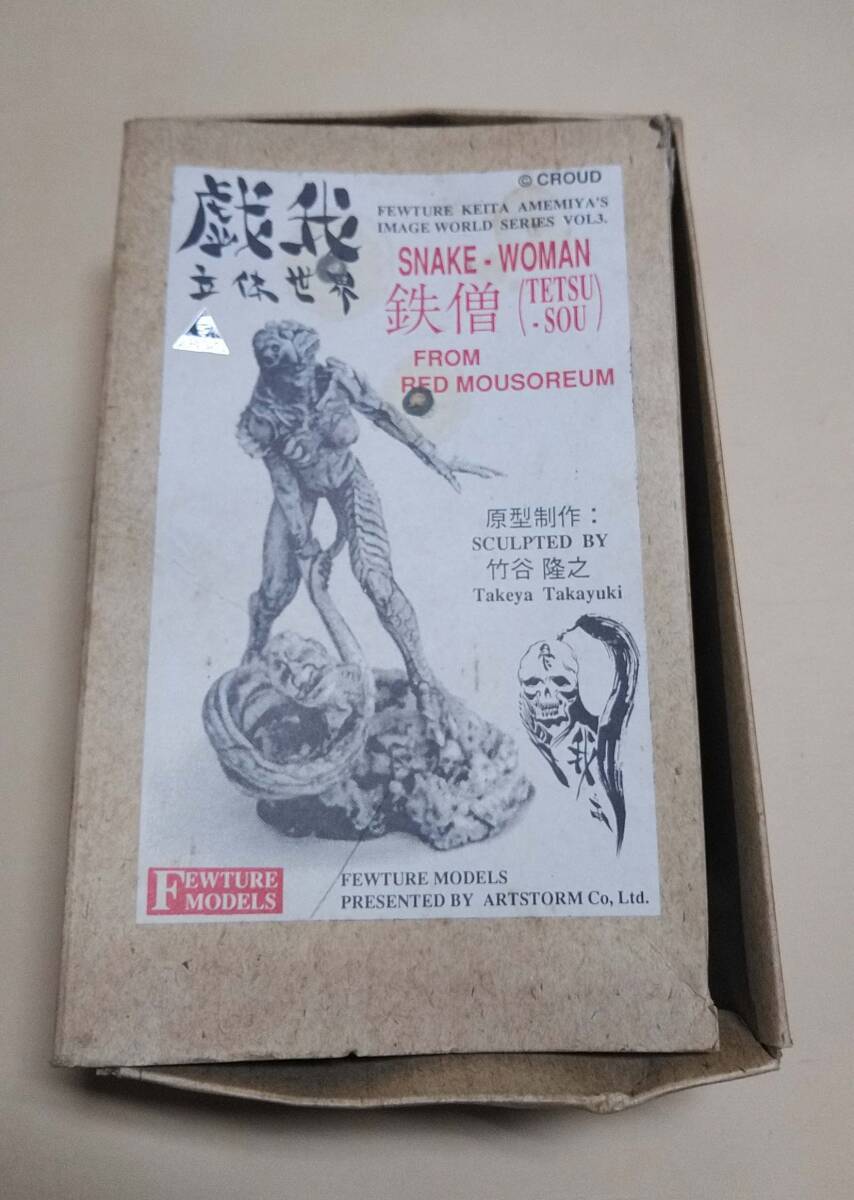 戯我
立体世界
© CROUD
FEWTURE KEITA AMEMIYA'S
IMAGE WORLD SERIES VOL3.
SNAKE - WOMAN
鉄僧 (TETSU
- SOU)
FROM
RED MOUSOREUM
原型制作：
SCULPTED BY
竹谷 隆之
Takeya Takayuki
我
FEWTURE
MODELS
FEWTURE MODELS
PRESENTED BY ARTSTORM Co, Ltd.